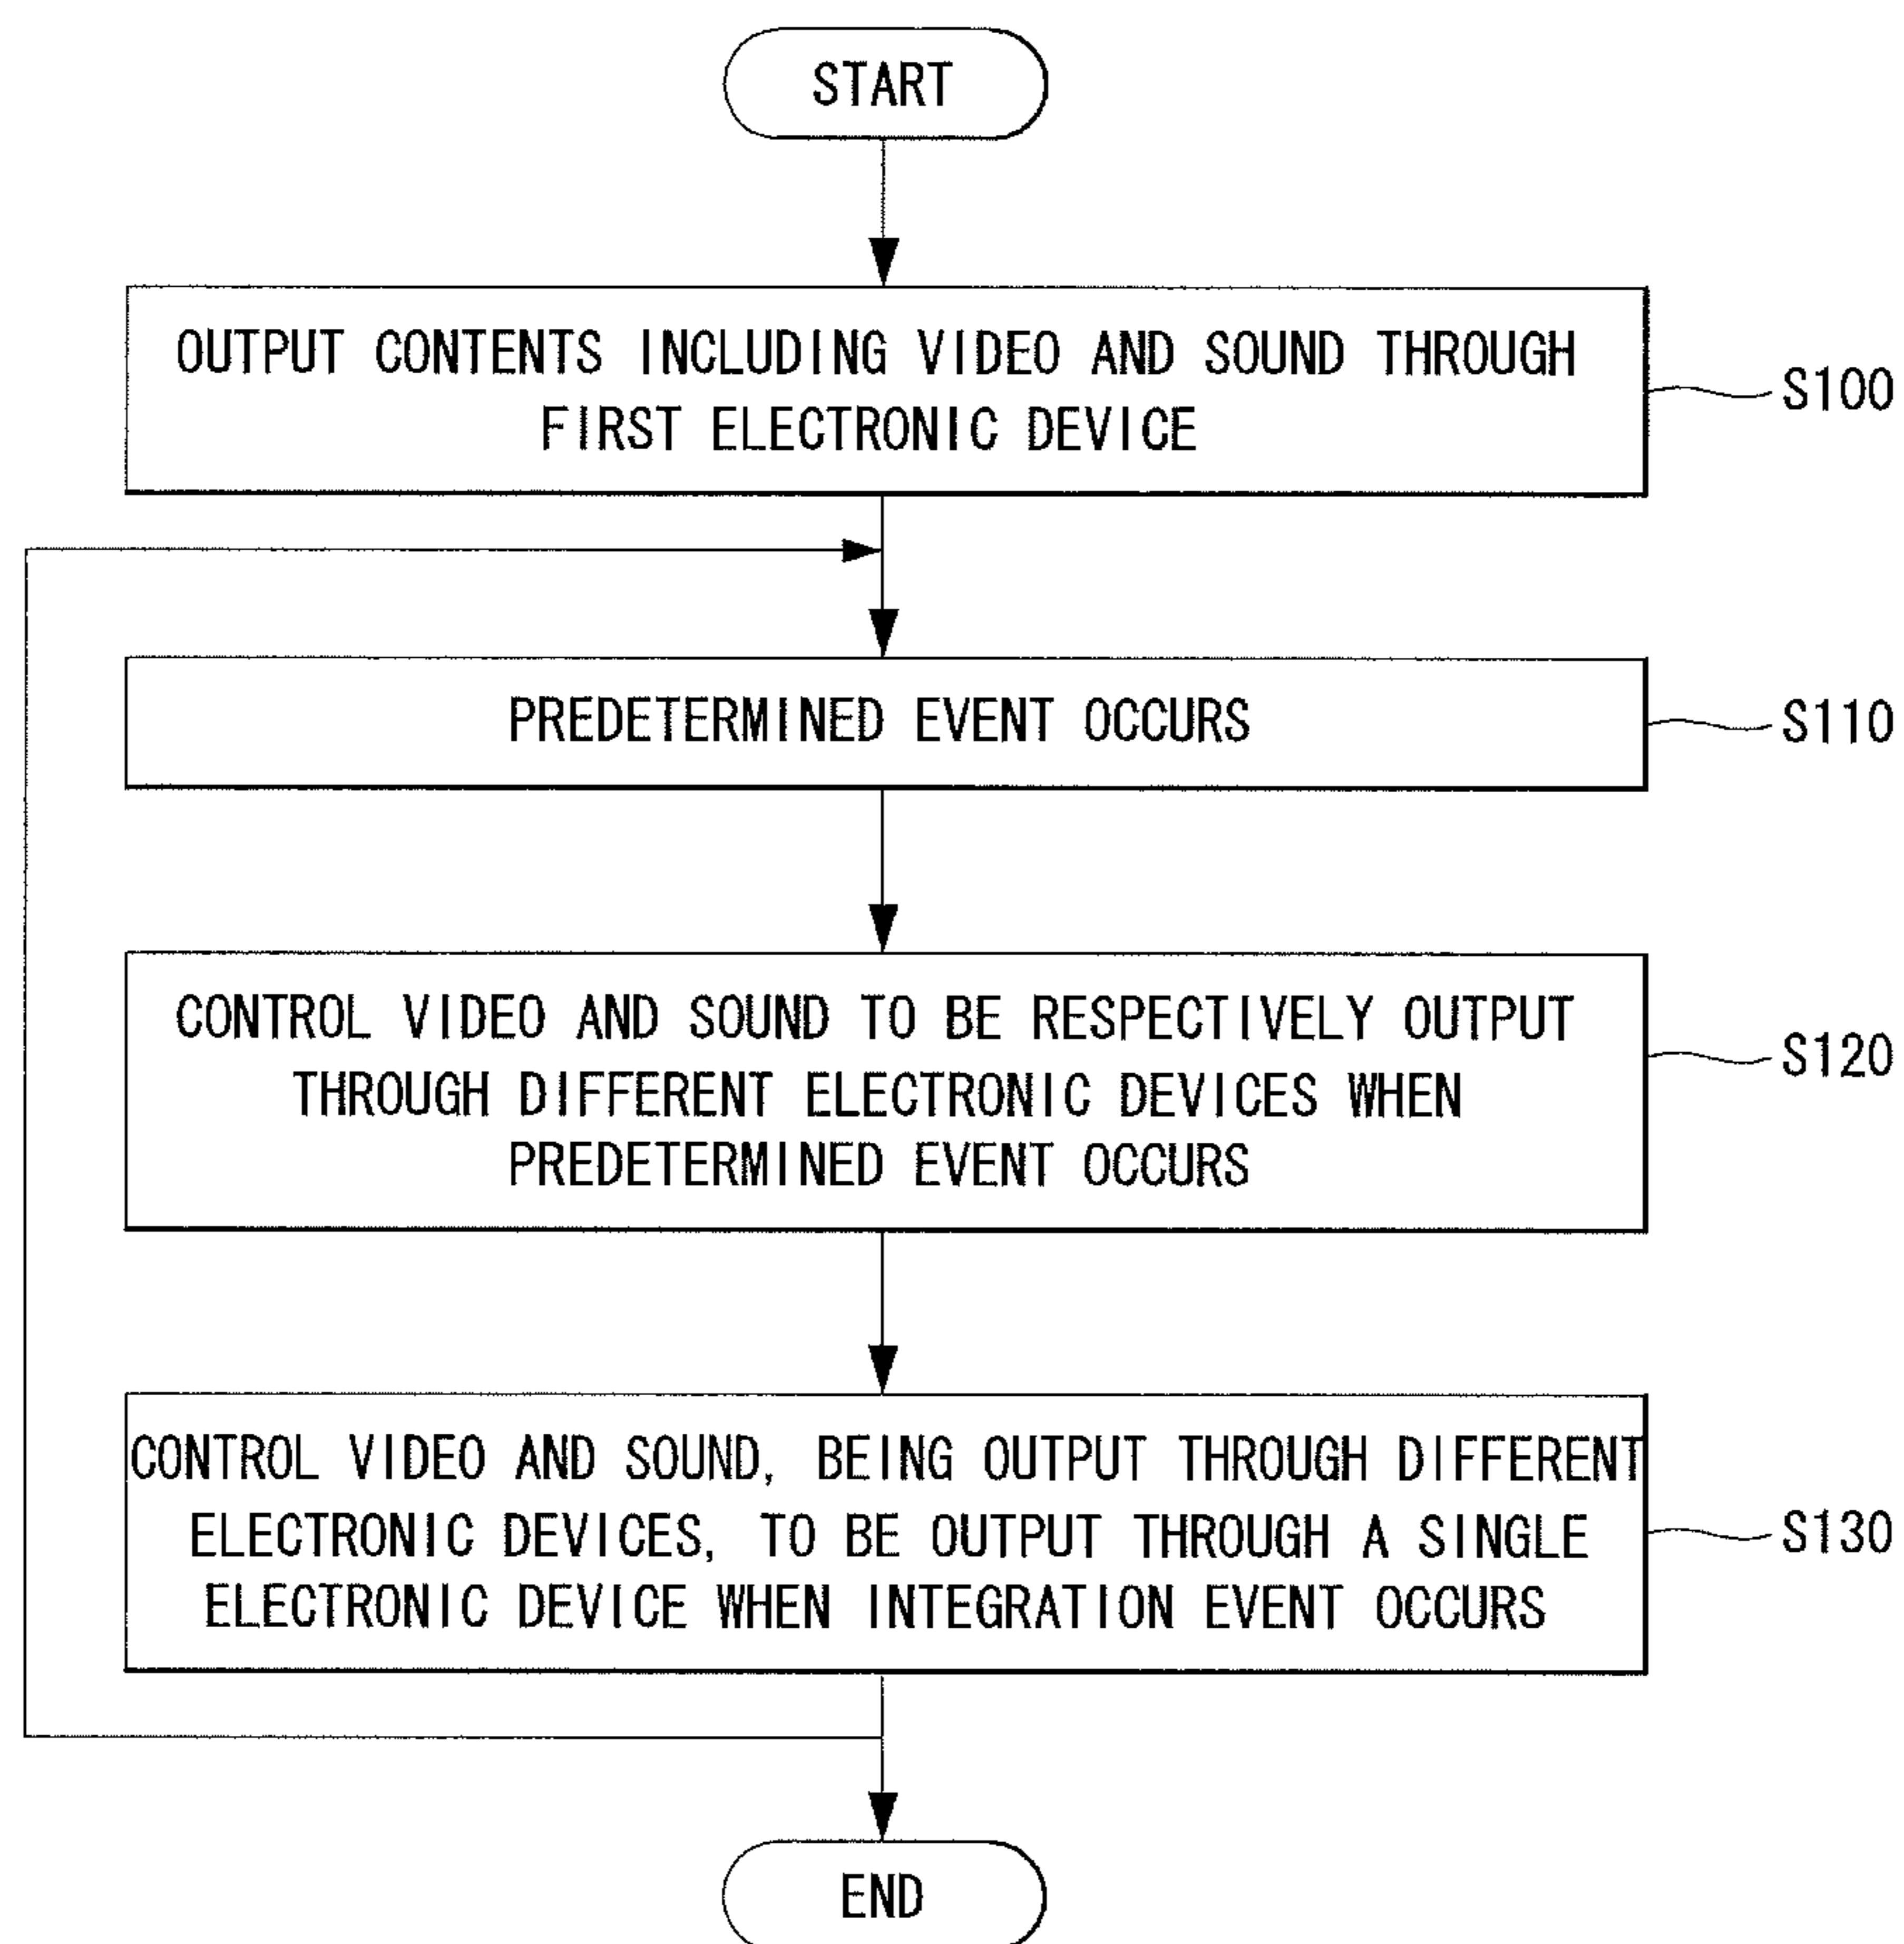 START
OUTPUT CONTENTS INCLUDING VIDEO AND SOUND THROUGH
FIRST ELECTRONIC DEVICE
S100
PREDETERMINED EVENT OCCURS
S110
CONTROL VIDEO AND SOUND TO BE RESPECTIVELY OUTPUT
THROUGH DIFFERENT ELECTRONIC DEVICES WHEN
PREDETERMINED EVENT OCCURS
S120
CONTROL VIDEO AND SOUND, BEING OUTPUT THROUGH DIFFERENT
ELECTRONIC DEVICES, TO BE OUTPUT THROUGH A SINGLE
ELECTRONIC DEVICE WHEN INTEGRATION EVENT OCCURS
S130
END